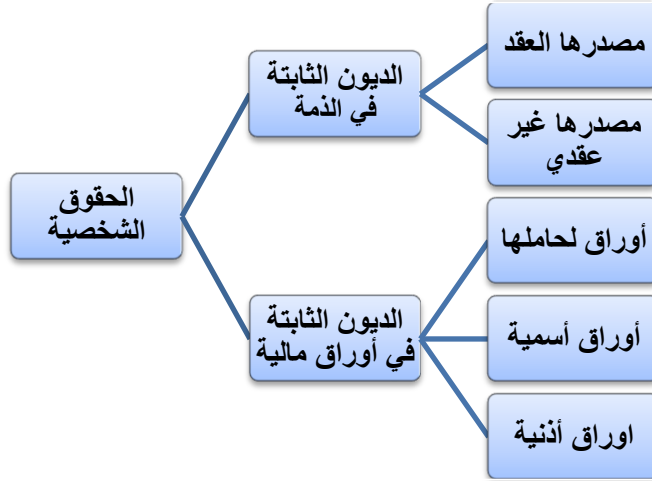 الحقوق
الشخصية
الديون الثابتة
في الذمة
مصدرها العقد
مصدرها غير
عقدي
الديون الثابتة
في أوراق مالية
أوراق لحاملها
أوراق أسمية
اوراق أذنية